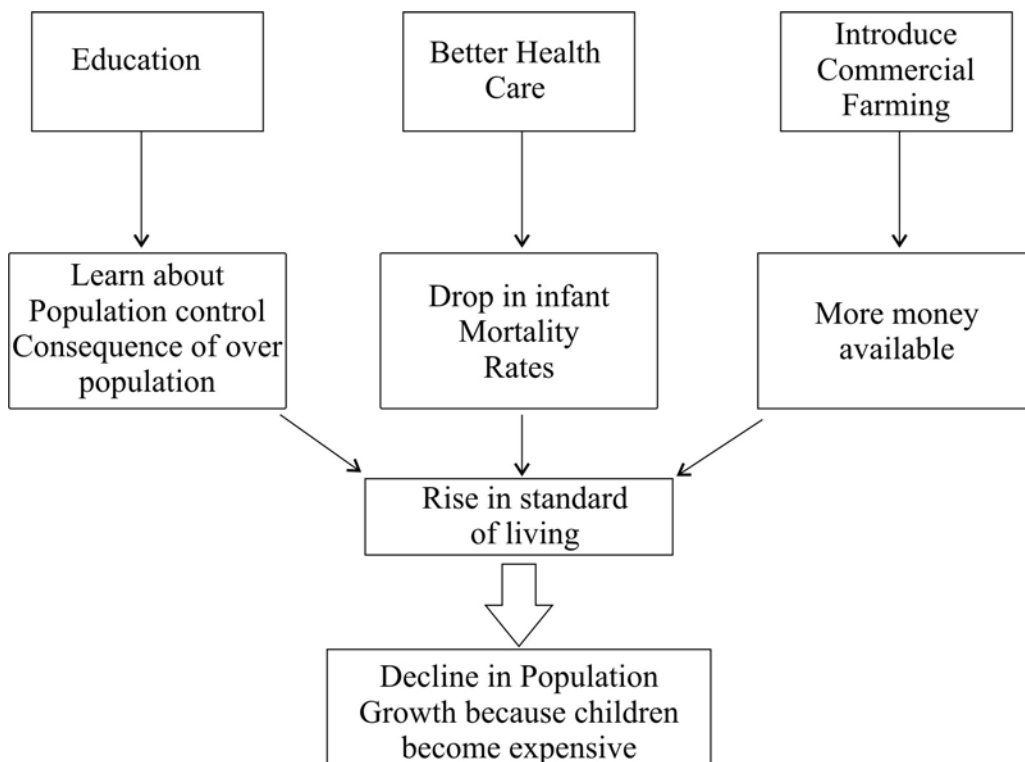 Education
Better Health
Care
Introduce
Commercial
Farming
Learn about
Population control
Consequence of over
population
Drop in infant
Mortality
Rates
More money
available
Rise in standard
of living
Decline in Population
Growth because children
become expensive